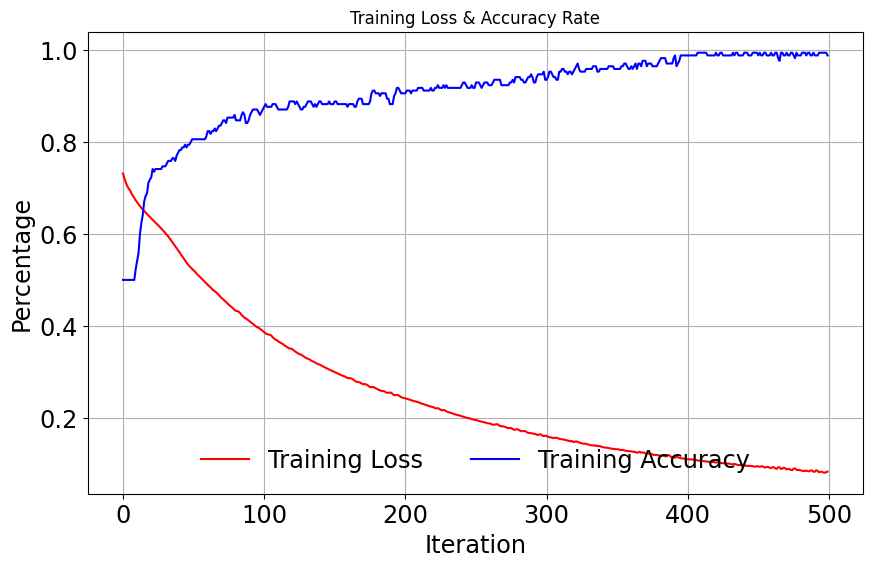 Training Loss & Accuracy Rate
1.0
0.8
0.6
0.4
0.2
Percentage
Training Loss Training Accuracy
0 100 200 300 400 500
Iteration